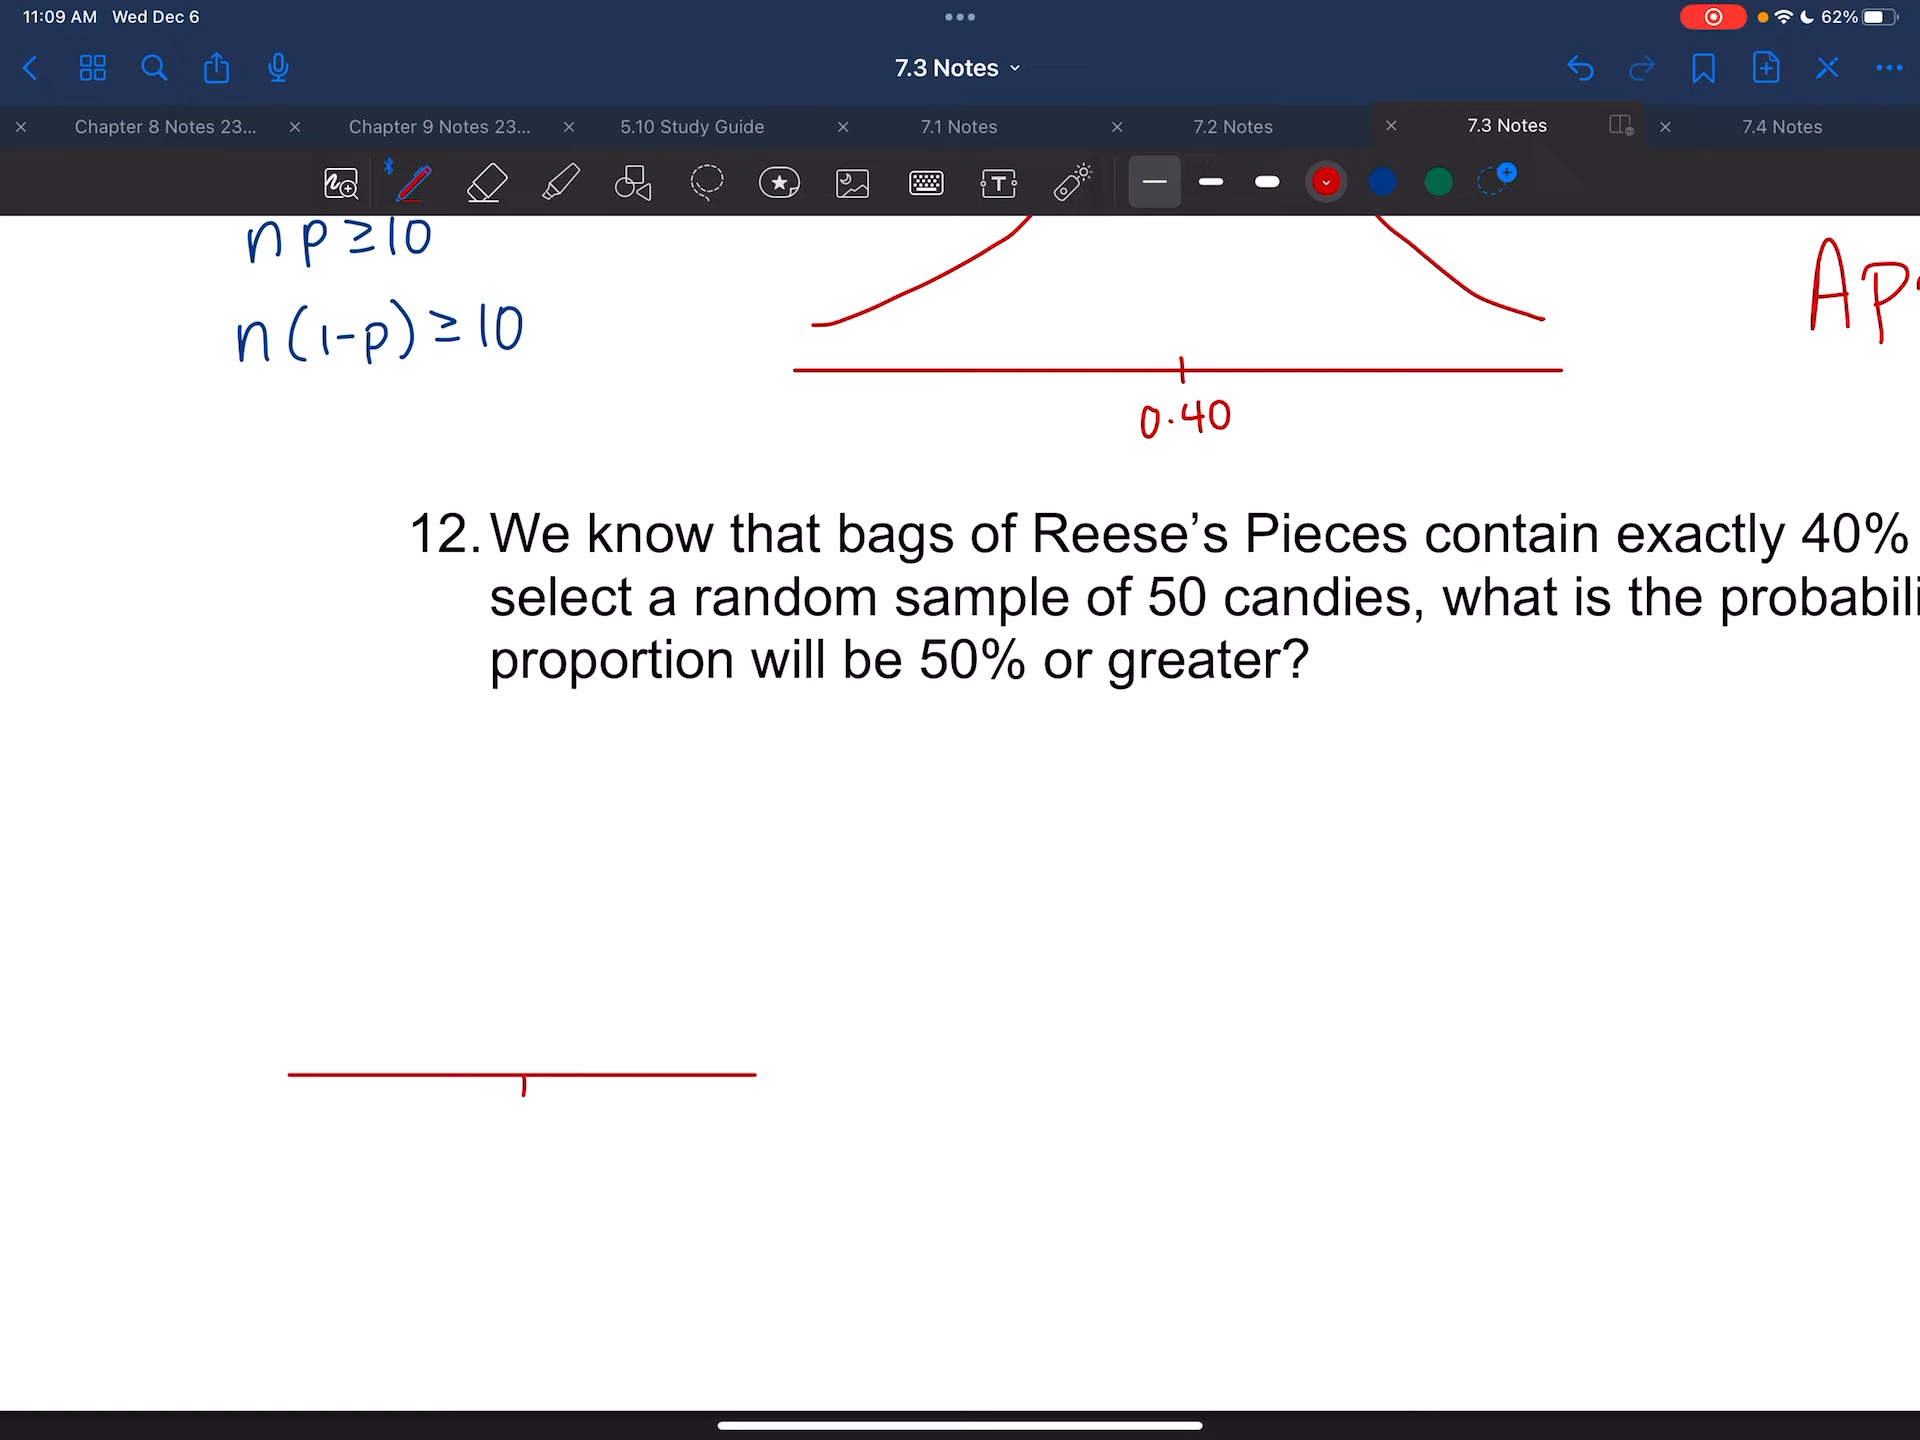 11:09 AM Wed Dec 6
62%
7.3 Notes
Chapter 8 Notes 23...
Chapter 9 Notes 23...
5.10 Study Guide
7.1 Notes
7.2 Notes
7.3 Notes
7.4 Notes
T
np ≥ 10
n(1-p) ≥ 10
0.40
12. We know that bags of Reese’s Pieces contain exactly 40%
select a random sample of 50 candies, what is the
proportion will be 50% or greater?